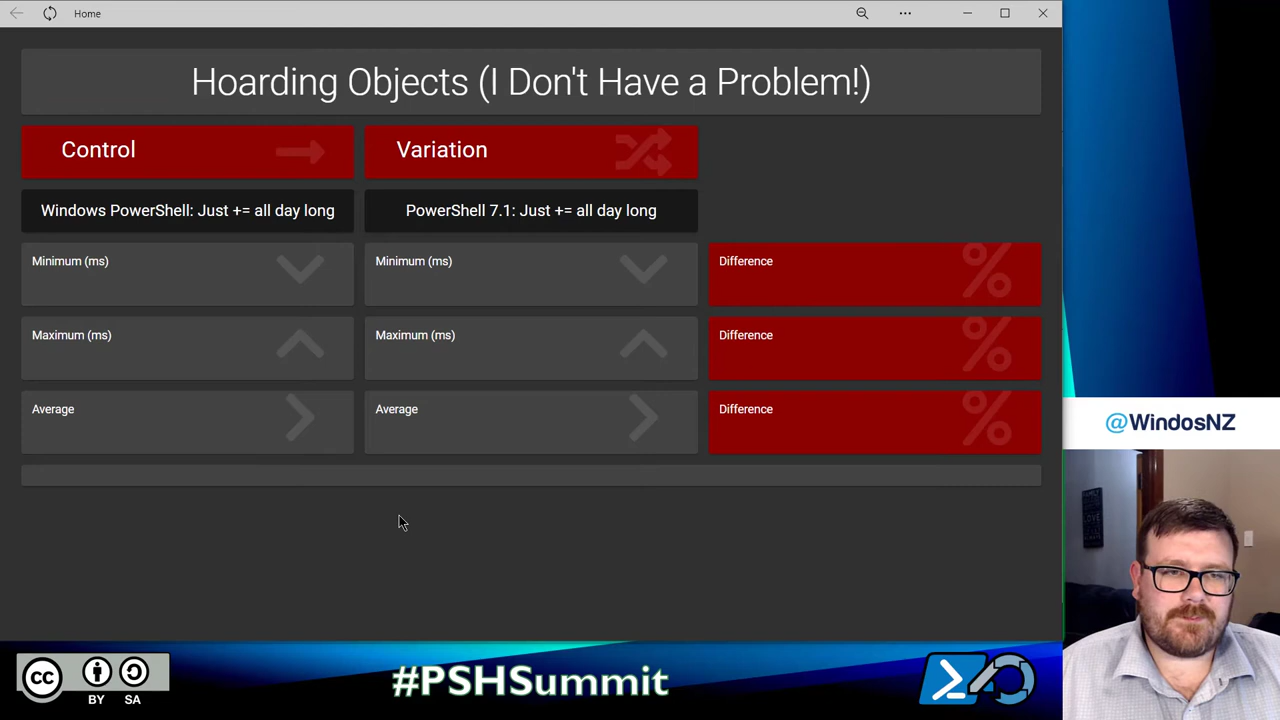 Home
Hoarding Objects (I Don't Have a Problem!)
Control
Variation
Windows PowerShell: Just += all day long
PowerShell 7.1: Just += all day long
Minimum (ms)
Minimum (ms)
Difference
Maximum (ms)
Maximum (ms)
Difference
Average
Average
Difference
@WindosNZ
cc
BY
SA
#PSHSummit